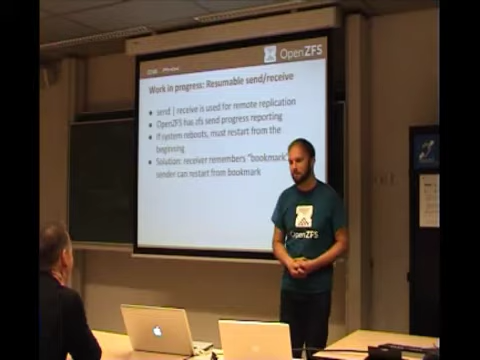 OpenZFS
Work in progress: Resumable send/receive
● send | receive is used for remote replication
● OpenZFS has zfs send progress reporting
● If system reboots, must restart from the
beginning
● Solution: receiver remembers "bookmark",
sender can restart from bookmark
OpenZFS